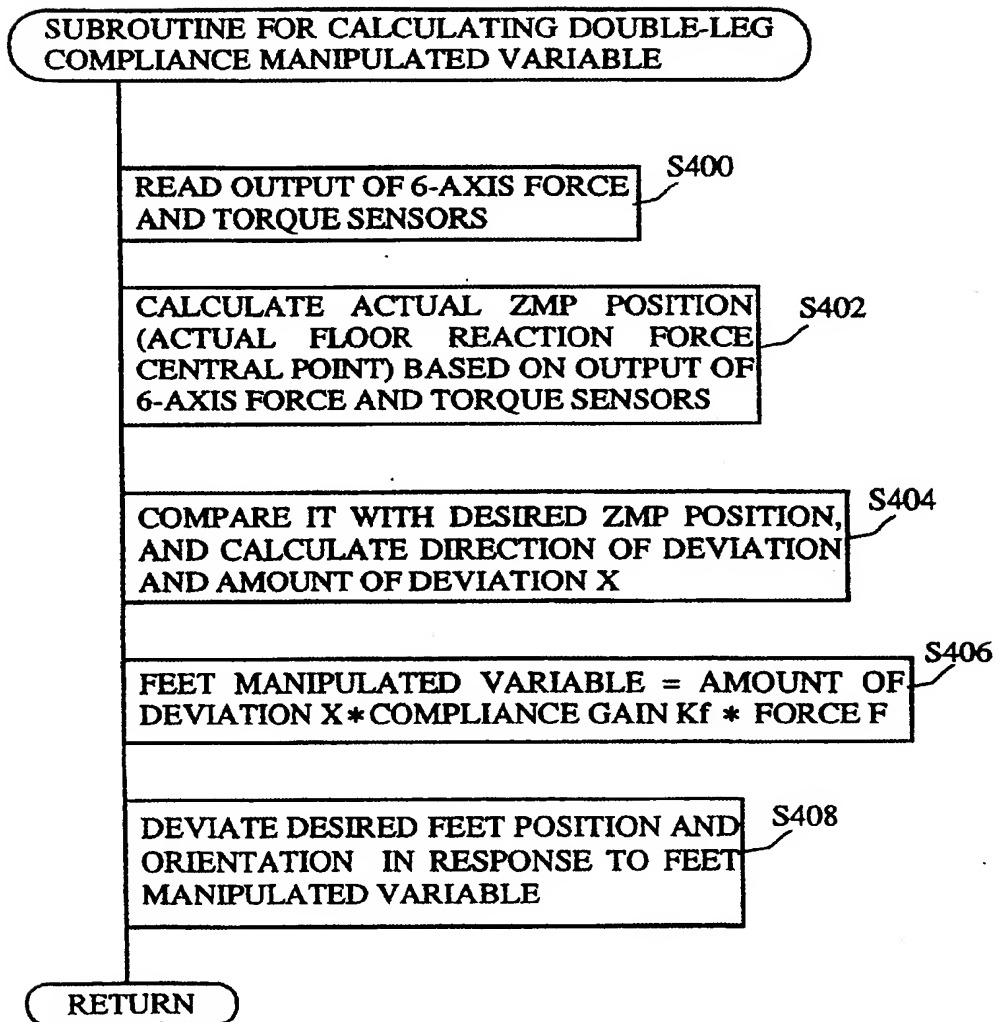 SUBROUTINE FOR CALCULATING DOUBLE-LEG
COMPLIANCE MANIPULATED VARIABLE
S400
READ OUTPUT OF 6-AXIS FORCE
AND TORQUE SENSORS
S402
CALCULATE ACTUAL ZMP POSITION
(ACTUAL FLOOR REACTION FORCE
CENTRAL POINT) BASED ON OUTPUT OF
6-AXIS FORCE AND TORQUE SENSORS
S404
COMPARE IT WITH DESIRED ZMP POSITION,
AND CALCULATE DIRECTION OF DEVIATION
AND AMOUNT OF DEVIATION X
S406
FEET MANIPULATED VARIABLE = AMOUNT OF
DEVIATION X * COMPLIANCE GAIN Kf * FORCE F
S408
DEVIATE DESIRED FEET POSITION AND
ORIENTATION IN RESPONSE TO FEET
MANIPULATED VARIABLE
RETURN